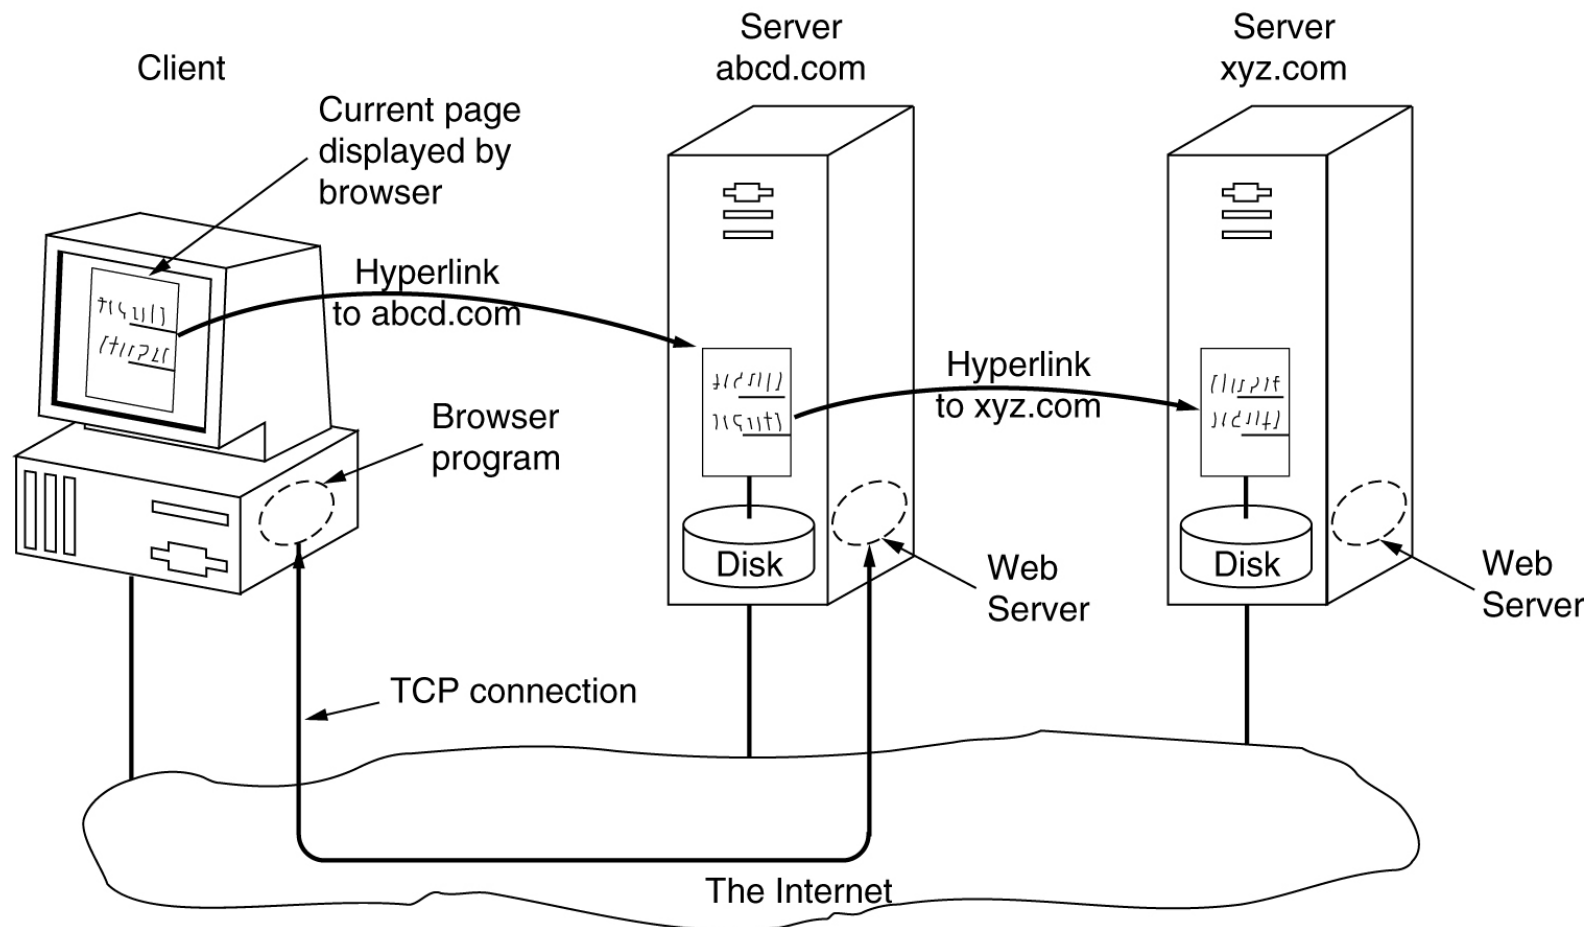 Client
Server
abcd.com
Server
xyz.com
Current page
displayed by
browser
Hyperlink
to abcd.com
Hyperlink
to xyz.com
Browser
program
Disk
Web
Server
Disk
Web
Server
TCP connection
The Internet